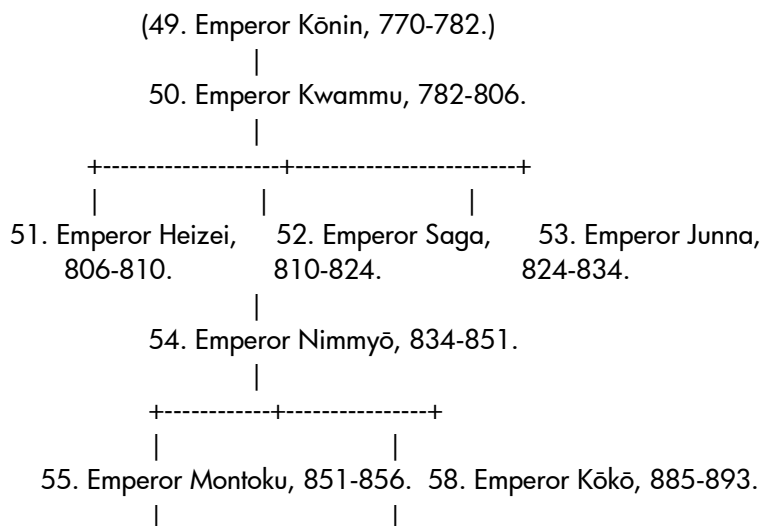 (49. Emperor Kōnin, 770-782.)
|
50. Emperor Kwammu, 782-806.
|
+--------------------+-------------------------+
| | |
51. Emperor Heizei, 52. Emperor Saga, 53. Emperor Junna,
806-810. 810-824. 824-834.
|
54. Emperor Nimmyō, 834-851.
|
+------------+----------------+
| |
55. Emperor Montoku, 851-856. 58. Emperor Kōkō, 885-893.
| |